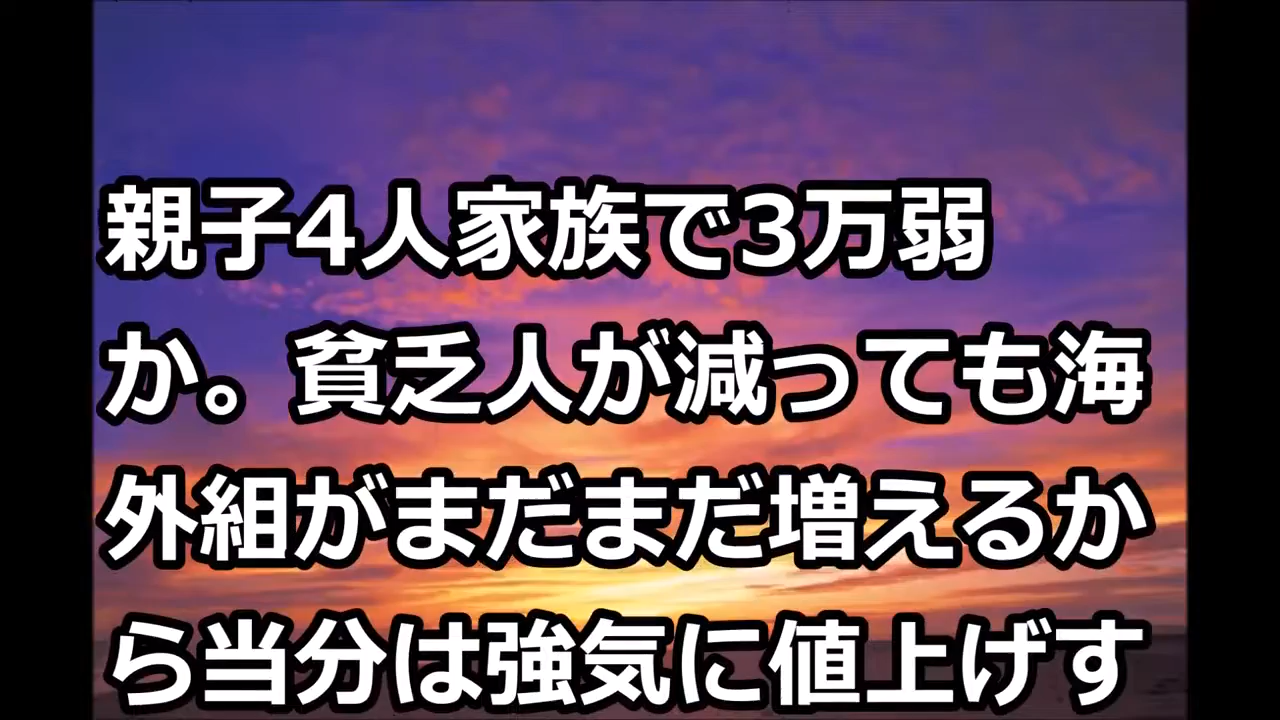 親子4人家族で3万弱
か。貧乏人が減っても海
外組がまだまだ増えるか
ら当分は強気に値上げす